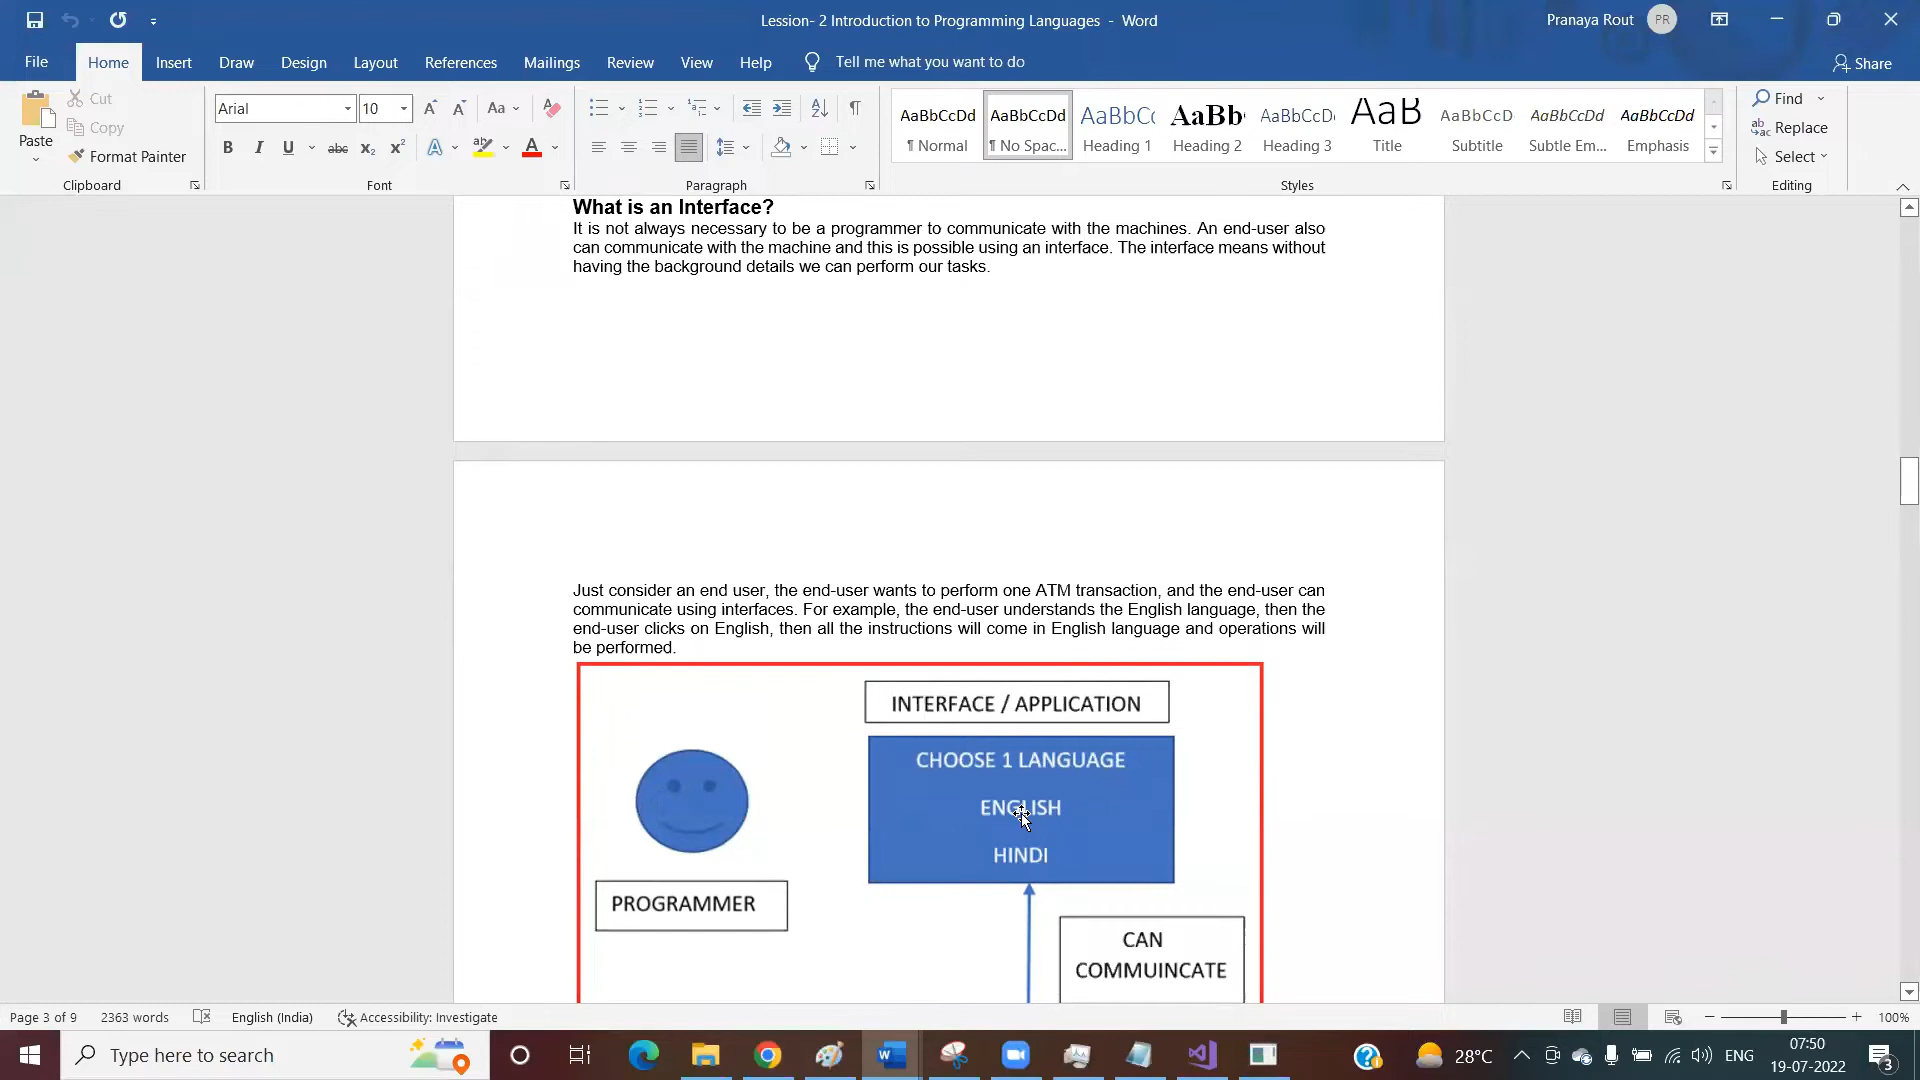 Lession- 2 Introduction to Programming Languages - Word
Pranaya Rout PR
File Home Insert Draw Design Layout References Mailings Review View Help Tell me what you want to do Share
Paste
Cut
Copy
Format Painter
Clipboard
Arial 10 Aa
B I U abc x₂ x² A A
Font
Paragraph
AaBbCcDd AaBbCcDd AaBbCc AaBb AaBbCcD AaB AaBbCcD AaBbCcDd AaBbCcDd
¶ Normal ¶ No Spac... Heading 1 Heading 2 Heading 3 Title Subtitle Subtle Em... Emphasis
Styles
Find
Replace
Select
Editing
What is an Interface?
It is not always necessary to be a programmer to communicate with the machines. An end-user also
can communicate with the machine and this is possible using an interface. The interface means without
having the background details we can perform our tasks.
Just consider an end user, the end-user wants to perform one ATM transaction, and the end-user can
communicate using interfaces. For example, the end-user understands the English language, then the
end-user clicks on English, then all the instructions will come in English language and operations will
be performed.
INTERFACE / APPLICATION
CHOOSE 1 LANGUAGE
ENGLISH
HINDI
PROGRAMMER
CAN
COMMUINCATE
Page 3 of 9 2363 words English (India) Accessibility: Investigate 100%
Type here to search
28°C ENG
07:50
19-07-2022
3